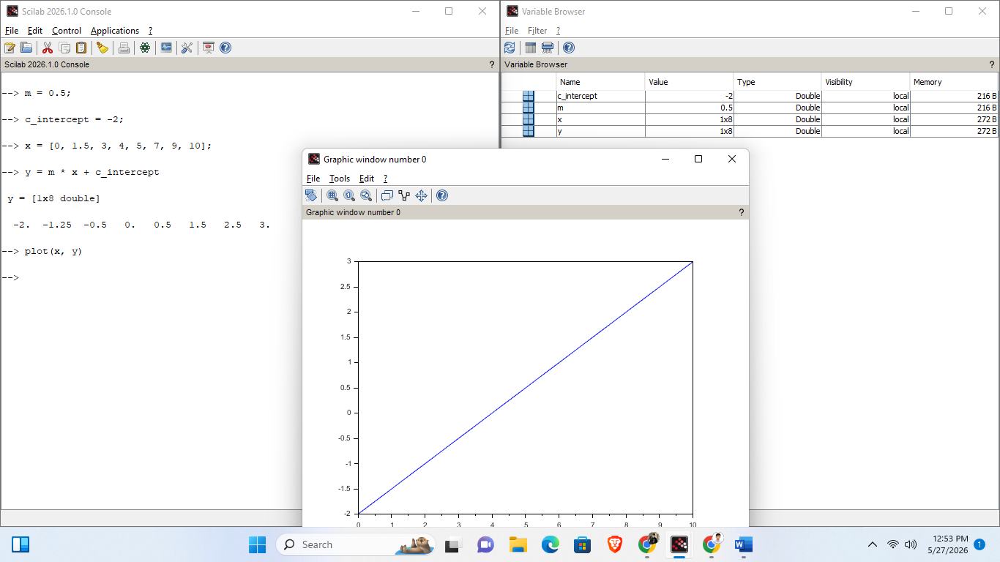 Scilab 2026.1.0 Console
File Edit Control Applications ?
Scilab 2026.1.0 Console ?
--> m = 0.5;
--> c_intercept = -2;
--> x = [0, 1.5, 3, 4, 5, 7, 9, 10];
--> y = m * x + c_intercept
y = [1x8 double]
-2. -1.25 -0.5 0. 0.5 1.5 2.5 3.
--> plot(x, y)
-->
Variable Browser
File Filter ?
Variable Browser ?
Name Value Type Visibility Memory
c_intercept -2 Double local 216 B
m 0.5 Double local 216 B
x 1x8 Double local 272 B
y 1x8 Double local 272 B
Graphic window number 0
File Tools Edit ?
Graphic window number 0 ?
3
2.5
2
1.5
1
0.5
0
-0.5
-1
-1.5
-2
0 1 2 3 4 5 6 7 8 9 10
Search
12:53 PM
5/27/2026
1